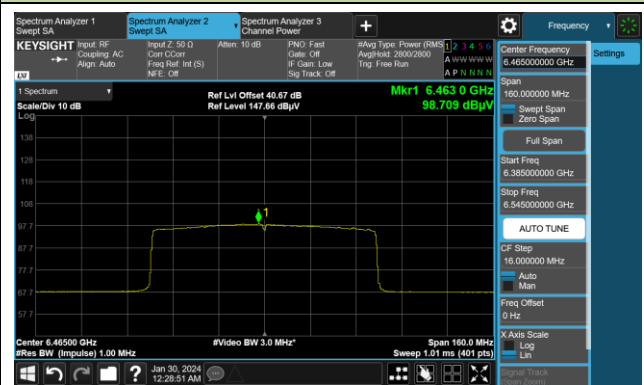 Spectrum Analyzer 1
Swept SA
Spectrum Analyzer 2
Swept SA
Spectrum Analyzer 3
Channel Power
Frequency
KEYSIGHT
Input: RF
Coupling: AC
Align: Auto
Input Z: 50 Ω
Corr CCorr
Freq Ref: Int (S)
NFE: Off
Atten: 10 dB
PNO: Fast
Gate: Off
IF Gain: Low
Sig Track: Off
#Avg Type: Power (RMS
Avg|Hold: 2800/2800
Trig: Free Run
1 2 3 4 5 6
A W W W W W
A P N N N N
LXI
1 Spectrum
Scale/Div 10 dB
Log
Ref Lvl Offset 40.67 dB
Ref Level 147.66 dBµV
Mkr1 6.463 0 GHz
98.709 dBµV
138
128
118
108
97.7
87.7
77.7
67.7
57.7
1
Center 6.46500 GHz
#Res BW (Impulse) 1.00 MHz
#Video BW 3.0 MHz*
Span 160.0 MHz
Sweep 1.01 ms (401 pts)
Jan 30, 2024
12:28:51 AM
Center Frequency
6.465000000 GHz
Settings
Span
160.000000 MHz
Swept Span
Zero Span
Full Span
Start Freq
6.385000000 GHz
Stop Freq
6.545000000 GHz
AUTO TUNE
CF Step
16.000000 MHz
Auto
Man
Freq Offset
0 Hz
X Axis Scale
Log
Lin
Signal Track
(Span Zoom)